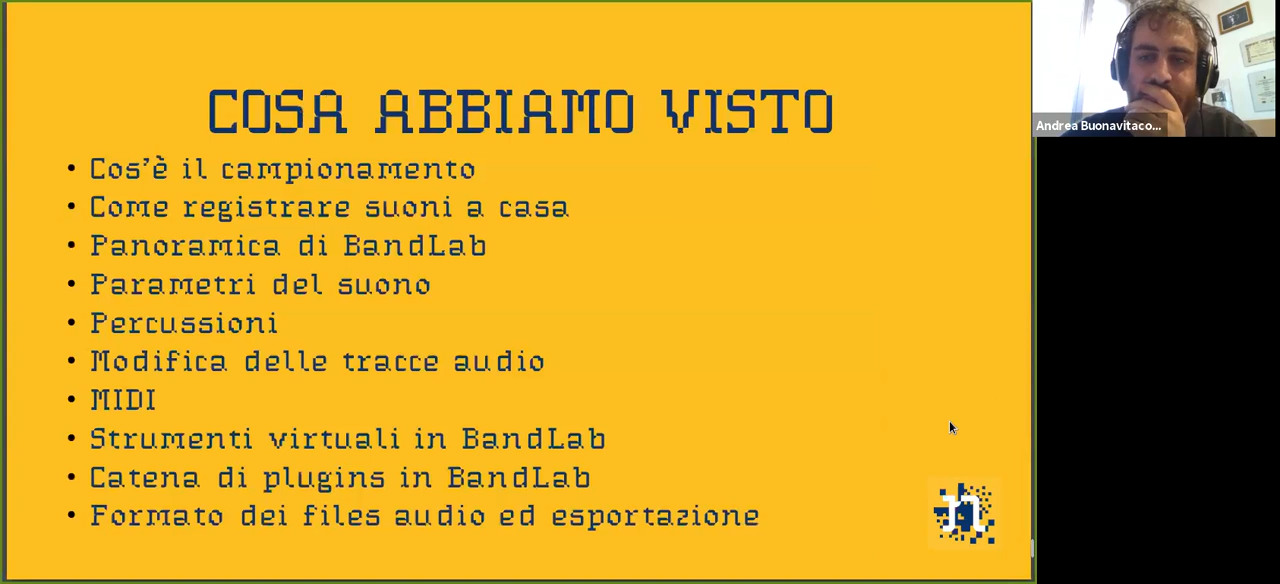 COSA ABBIAMO VISTO
• Cos'è il campionamento
• Come registrare suoni a casa
• Panoramica di BandLab
• Parametri del suono
• Percussioni
• Modifica delle tracce audio
• MIDI
• Strumenti virtuali in BandLab
• Catena di plugins in BandLab
• Formato dei files audio ed esportazione
n
Andrea Buonavitaco...